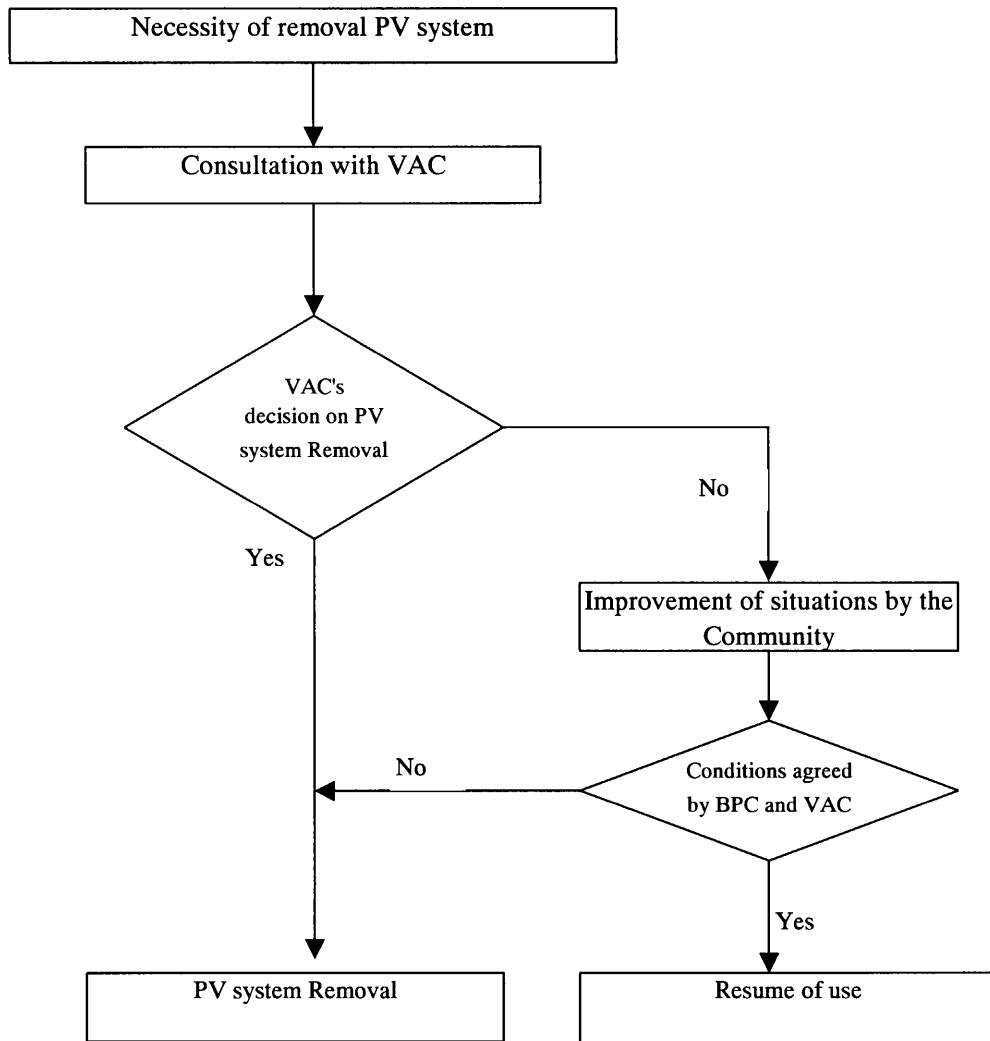 Necessity of removal PV system
Consultation with VAC
VAC's
decision on PV
system Removal
No
Yes
Improvement of situations by the
Community
No
Conditions agreed
by BPC and VAC
Yes
PV system Removal
Resume of use